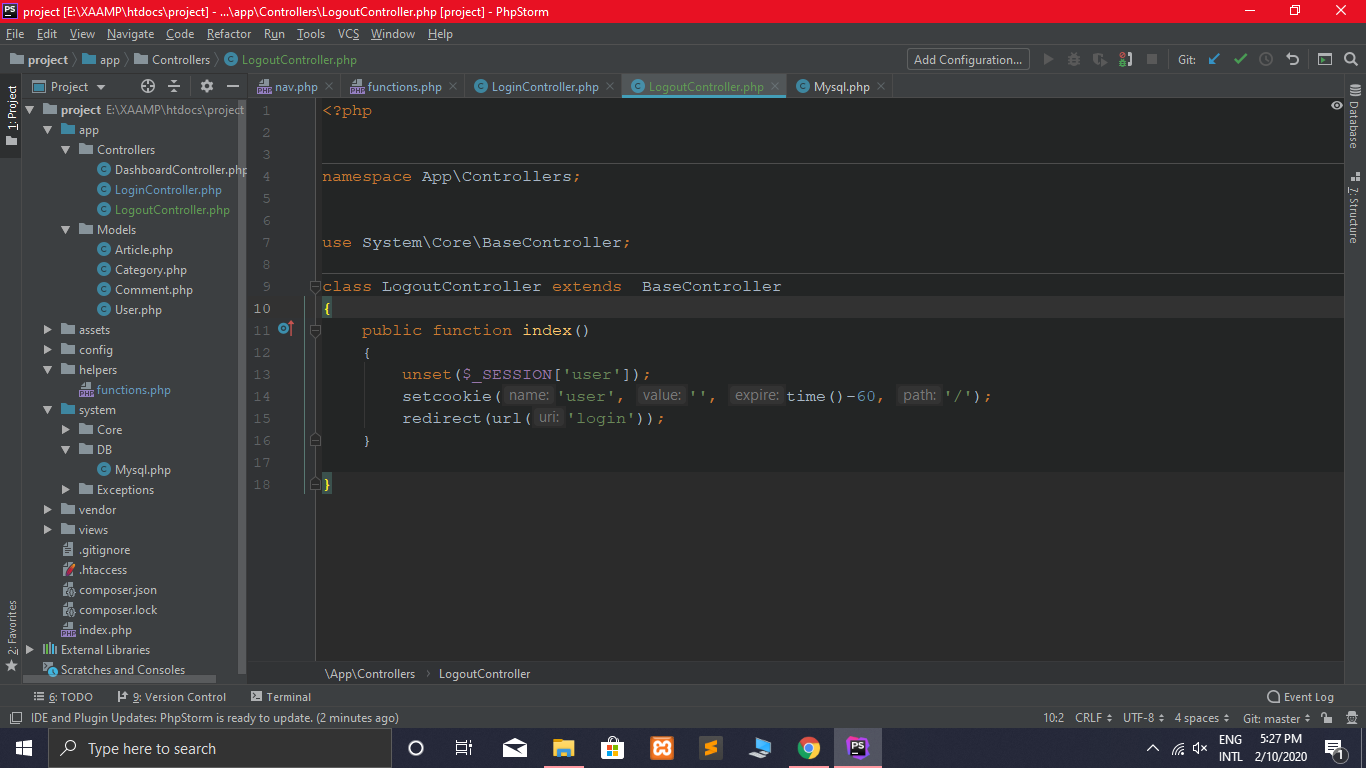 project [E:\XAAMP\htdocs\project] - ...\app\Controllers\LogoutController.php [project] - PhpStorm
File Edit View Navigate Code Refactor Run Tools VCS Window Help
project app Controllers LogoutController.php Add Configuration... Git:
Project nav.php functions.php LoginController.php LogoutController.php Mysql.php
1: Project
2: Favorites
Database
7: Structure
project E:\XAAMP\htdocs\project
app
Controllers
DashboardController.php
LoginController.php
LogoutController.php
Models
Article.php
Category.php
Comment.php
User.php
assets
config
helpers
functions.php
system
Core
DB
Mysql.php
Exceptions
vendor
views
.gitignore
.htaccess
composer.json
composer.lock
index.php
External Libraries
Scratches and Consoles
1 <?php
2
3
4 namespace App\Controllers;
5
6
7 use System\Core\BaseController;
8
9 class LogoutController extends  BaseController
10 {
11 public function index()
12 {
13 unset($_SESSION['user']);
14 setcookie( name: 'user', value: '', expire: time()-60, path: '/');
15 redirect(url( uri: 'login'));
16 }
17
18 }
\App\Controllers LogoutController
6: TODO 9: Version Control Terminal Event Log
IDE and Plugin Updates: PhpStorm is ready to update. (2 minutes ago) 10:2 CRLF UTF-8 4 spaces Git: master
Type here to search
PS
ENG
INTL
5:27 PM
2/10/2020
1